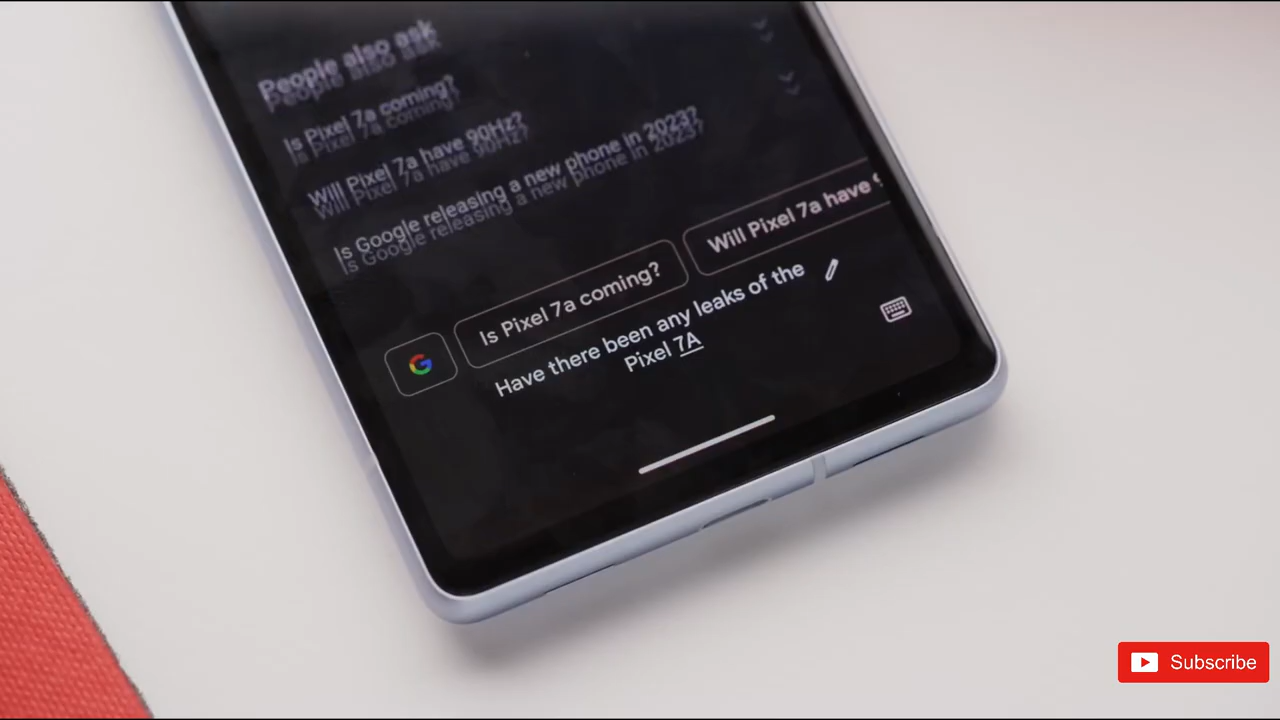 People also ask
Is Pixel 7a coming?
Will Pixel 7a have 90Hz?
Is Google releasing a new phone in 2023?
Is Pixel 7a coming?
Will Pixel 7a have
Have there been any leaks of the
Pixel 7A
Subscribe